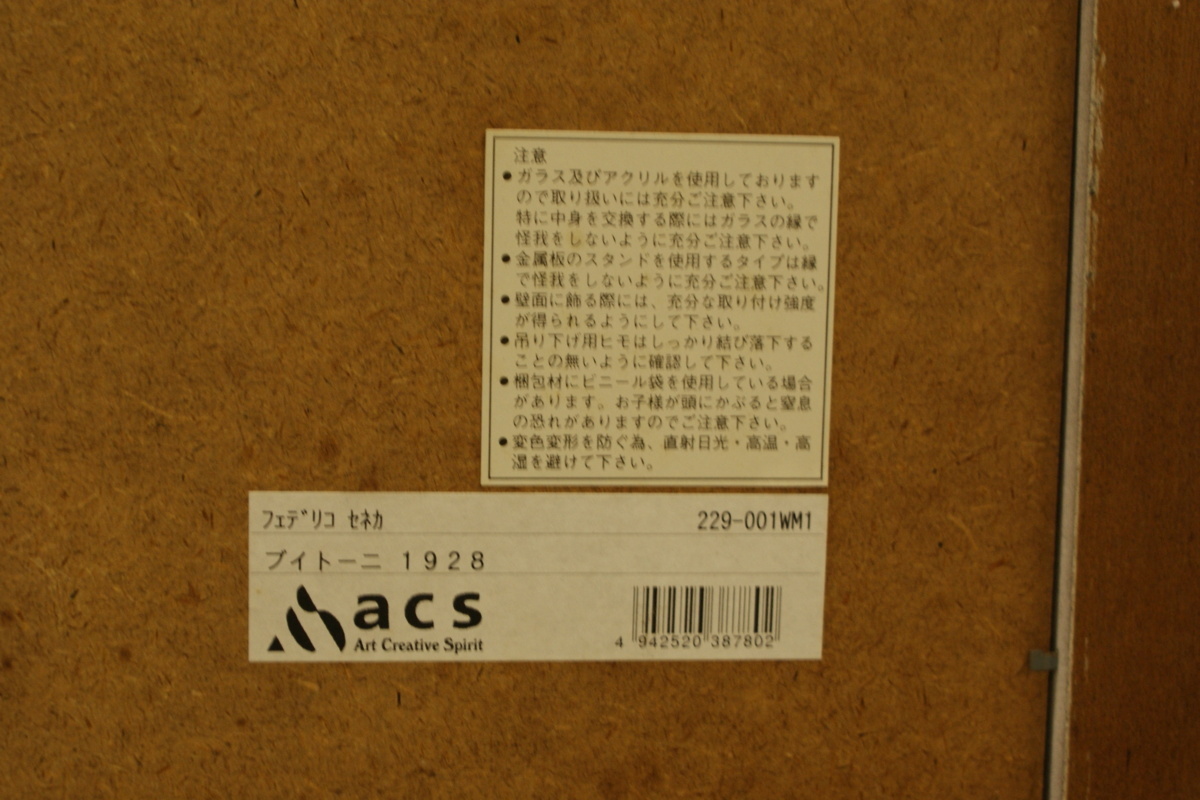 注意
●ガラス及びアクリルを使用しております
ので取り扱いには充分ご注意下さい。
特に中身を交換する際にはガラスの縁で
怪我をしないように充分ご注意下さい。
●金属板のスタンドを使用するタイプは縁
で怪我をしないように充分ご注意下さい。
●壁面に飾る際には、充分な取り付け強度
が得られるようにして下さい。
●吊り下げ用ヒモはしっかり結び落下する
ことの無いように確認して下さい。
●梱包材にビニール袋を使用している場合
があります。お子様が頭にかぶると窒息
の恐れがありますのでご注意下さい。
●変色変形を防ぐ為、直射日光・高温・高
湿を避けて下さい。
フェデリコ セネカ 229-001WM1
ブイトーニ 1928
acs
Art Creative Spirit
4 942520 387802